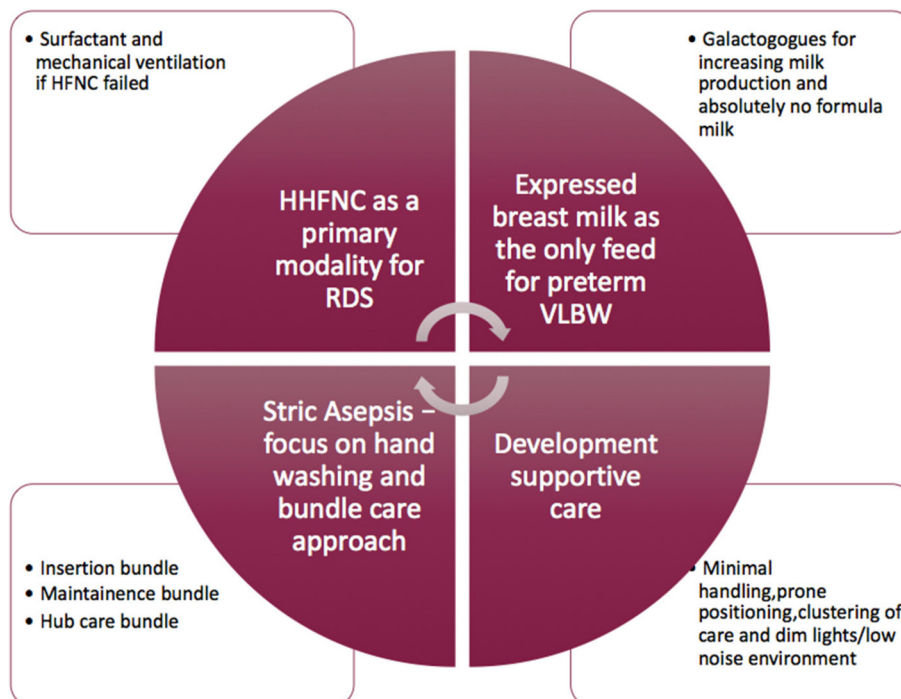 • Surfactant and
mechanical ventilation
if HFNC failed
• Galactogogues for
increasing milk
production and
absolutely no formula
milk
HHFNC as a
primary
modality for
RDS
Expressed
breast milk as
the only feed
for preterm
VLBW
Stric Asepsis –
focus on hand
washing and
bundle care
approach
Development
supportive
care
• Insertion bundle
• Maintainence bundle
• Hub care bundle
• Minimal
handling,prone
positioning,clustering of
care and dim lights/low
noise environment